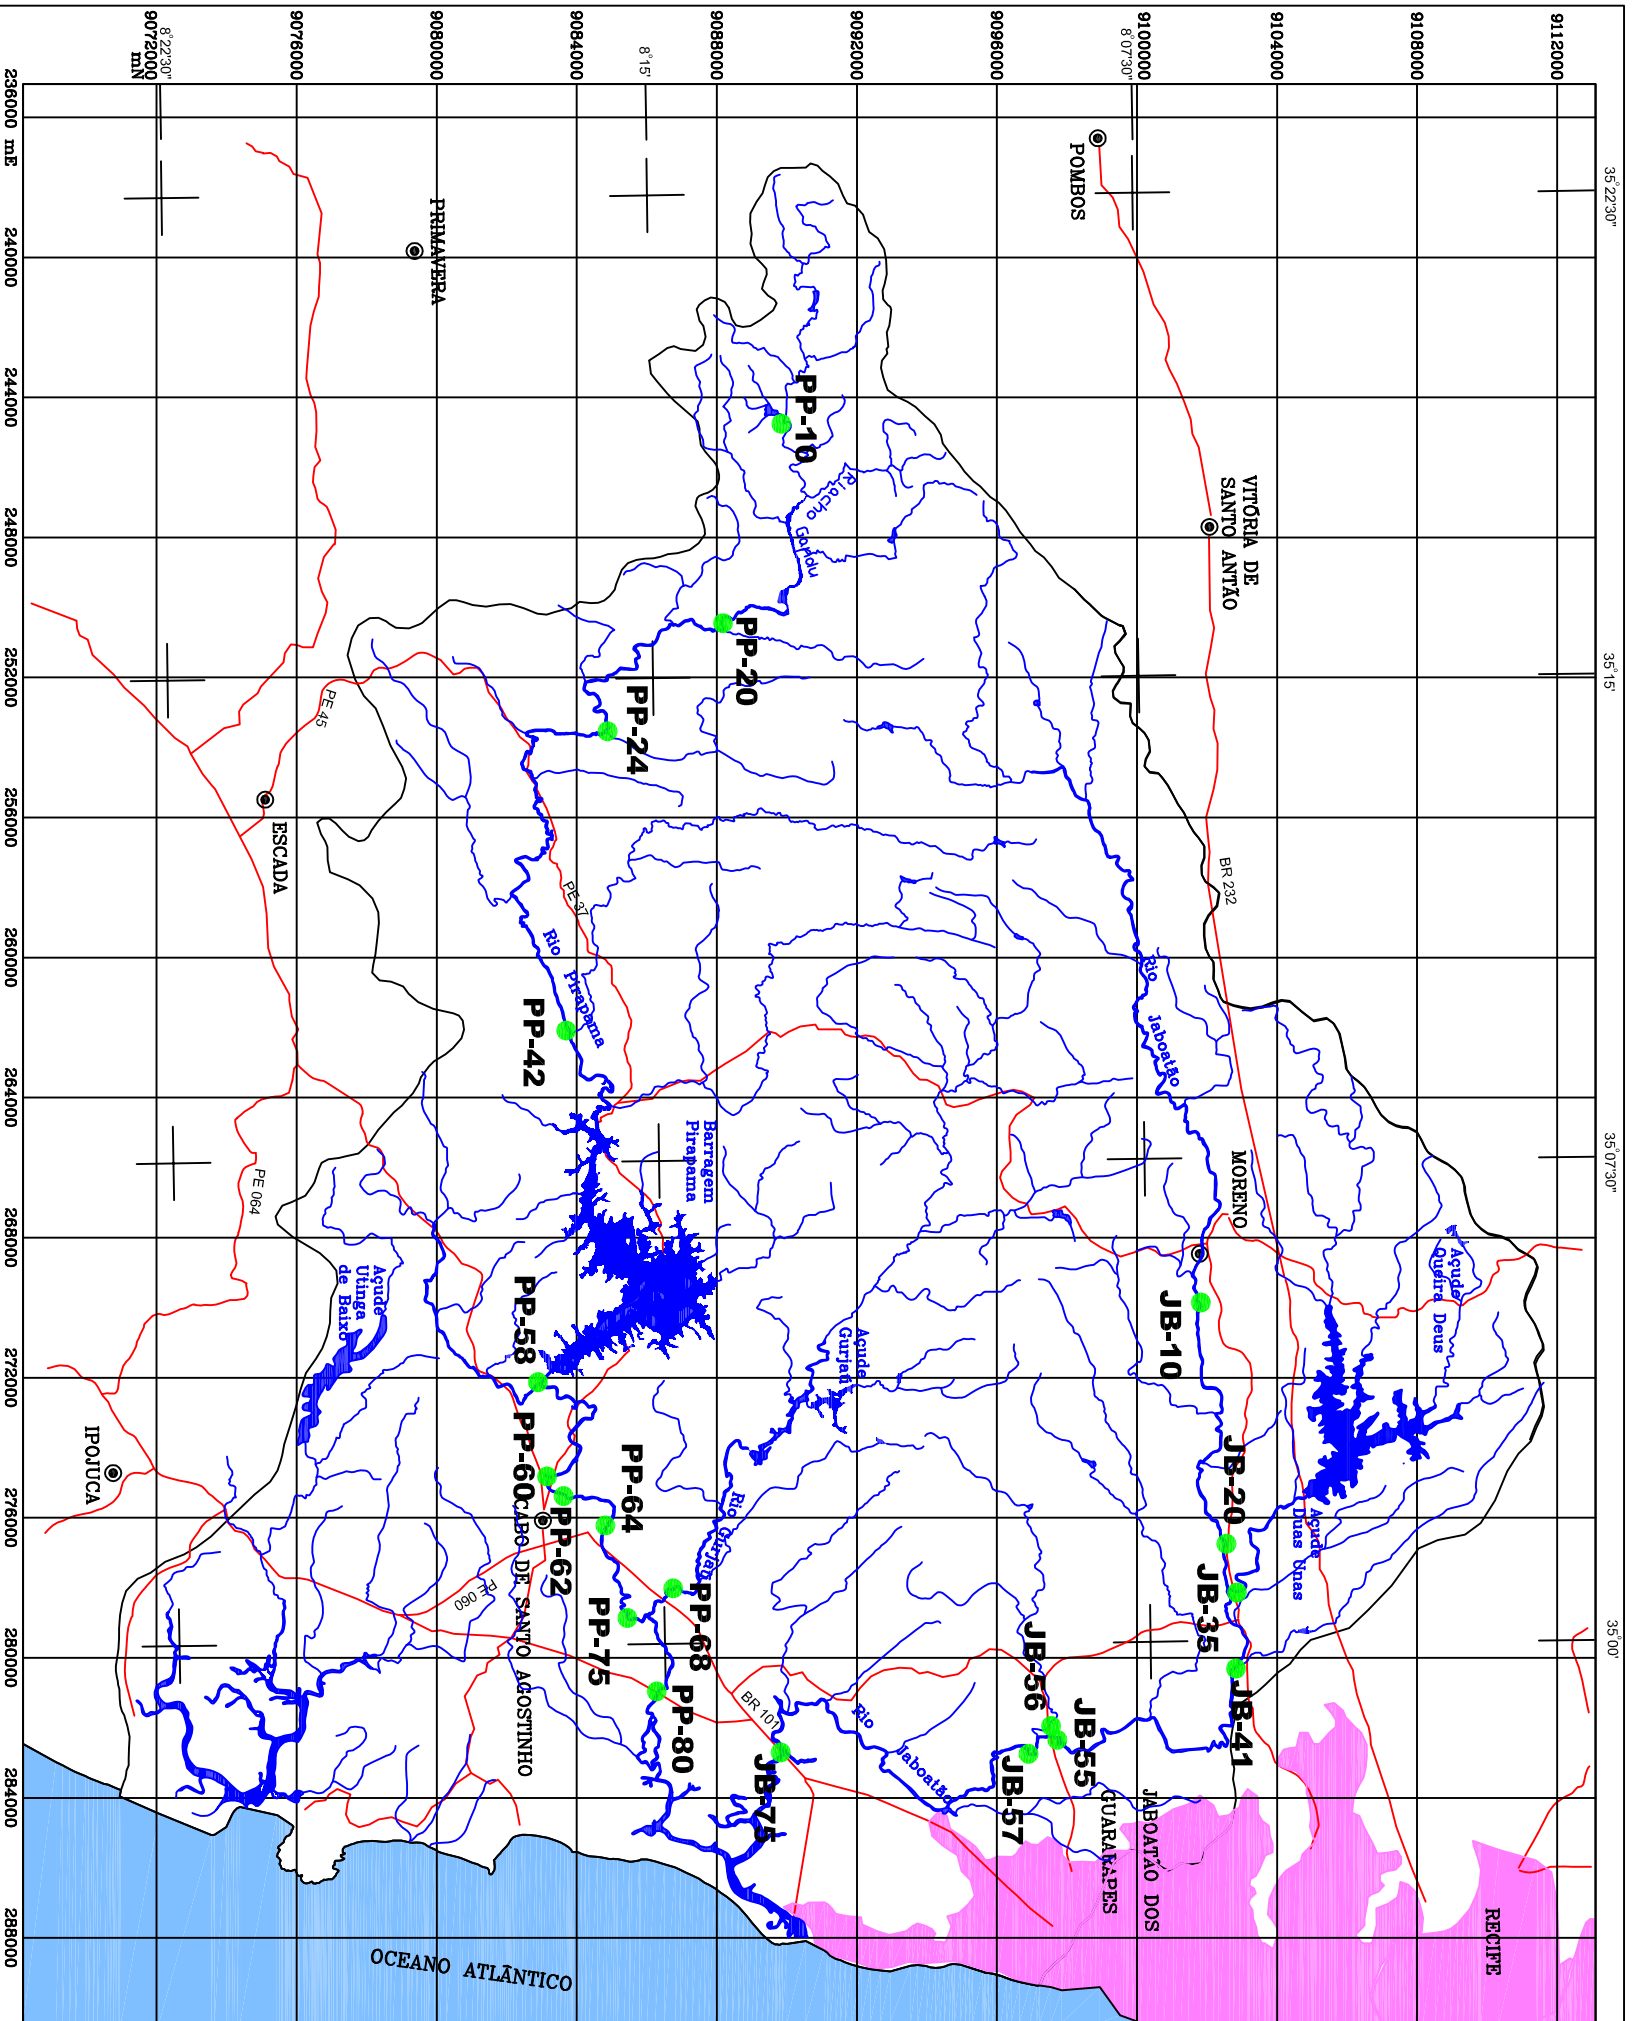 9072000
mN
9076000
9080000
9084000
9088000
9092000
9096000
9100000
9104000
9108000
9112000
8°22'30"
8°15'
8°07'30"
236000 mE
240000
244000
248000
252000
256000
260000
264000
268000
272000
276000
280000
284000
288000
35°22'30"
35°15'
35°07'30"
35°00'
POMBOS
PRIMAVERA
VITÓRIA DE
SANTO ANTÃO
ESCADA
MORENO
IPOJUCA
CABO DE SANTO AGOSTINHO
JABOATÃO DOS
GUARARAPES
RECIFE
OCEANO ATLÂNTICO
PE 45
PE 37
BR 232
PE 064
PE 060
BR 101
Riacho
Gapidu
Rio
Pirapama
Rio
Jaboatão
Barragem
Pirapama
Açude
Utinga
de Baixo
Açude
Gurjaú
Rio
Gurjaú
Açude
Queira Deus
Açude
Duas Unas
Rio
Jaboatão
PP-10
PP-20
PP-24
PP-42
PP-58
PP-60
PP-62
PP-64
PP-68
PP-75
PP-80
JB-10
JB-20
JB-35
JB-41
JB-55
JB-56
JB-57
JB-75